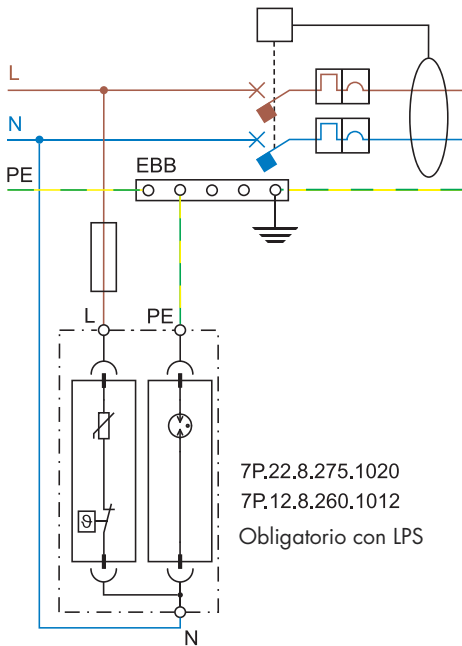 L
N
PE
EBB
L
PE
ϑ
7P.22.8.275.1020
7P.12.8.260.1012
Obligatorio con LPS
N